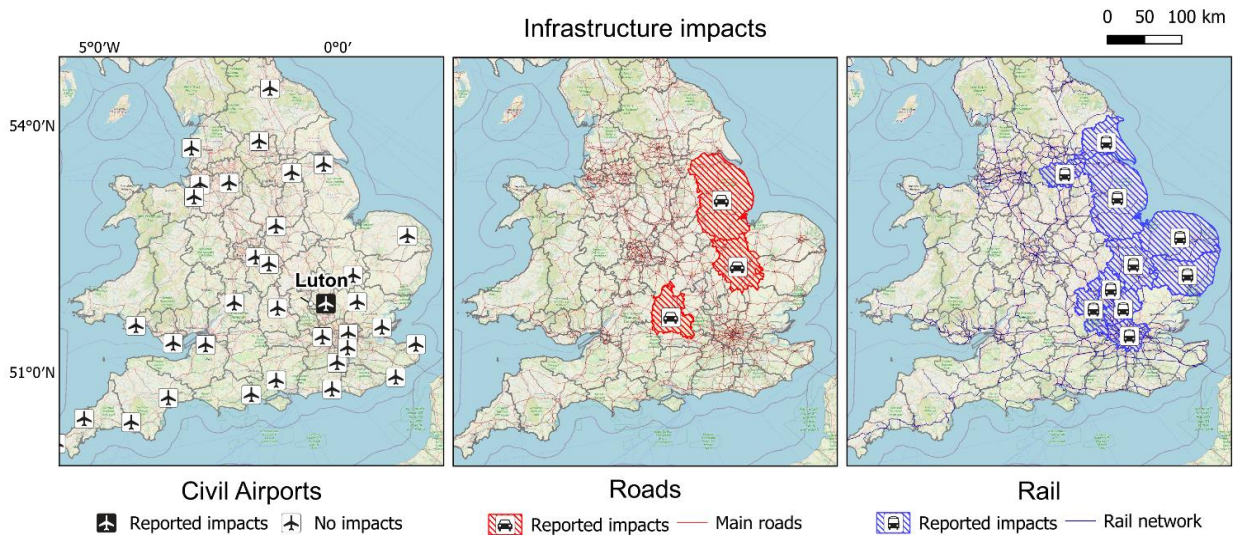 Infrastructure impacts
0 50 100 km
5°0'W 0°0'
54°0'N
51°0'N
Luton
Civil Airports Roads Rail
Reported impacts No impacts Reported impacts Main roads Reported impacts Rail network